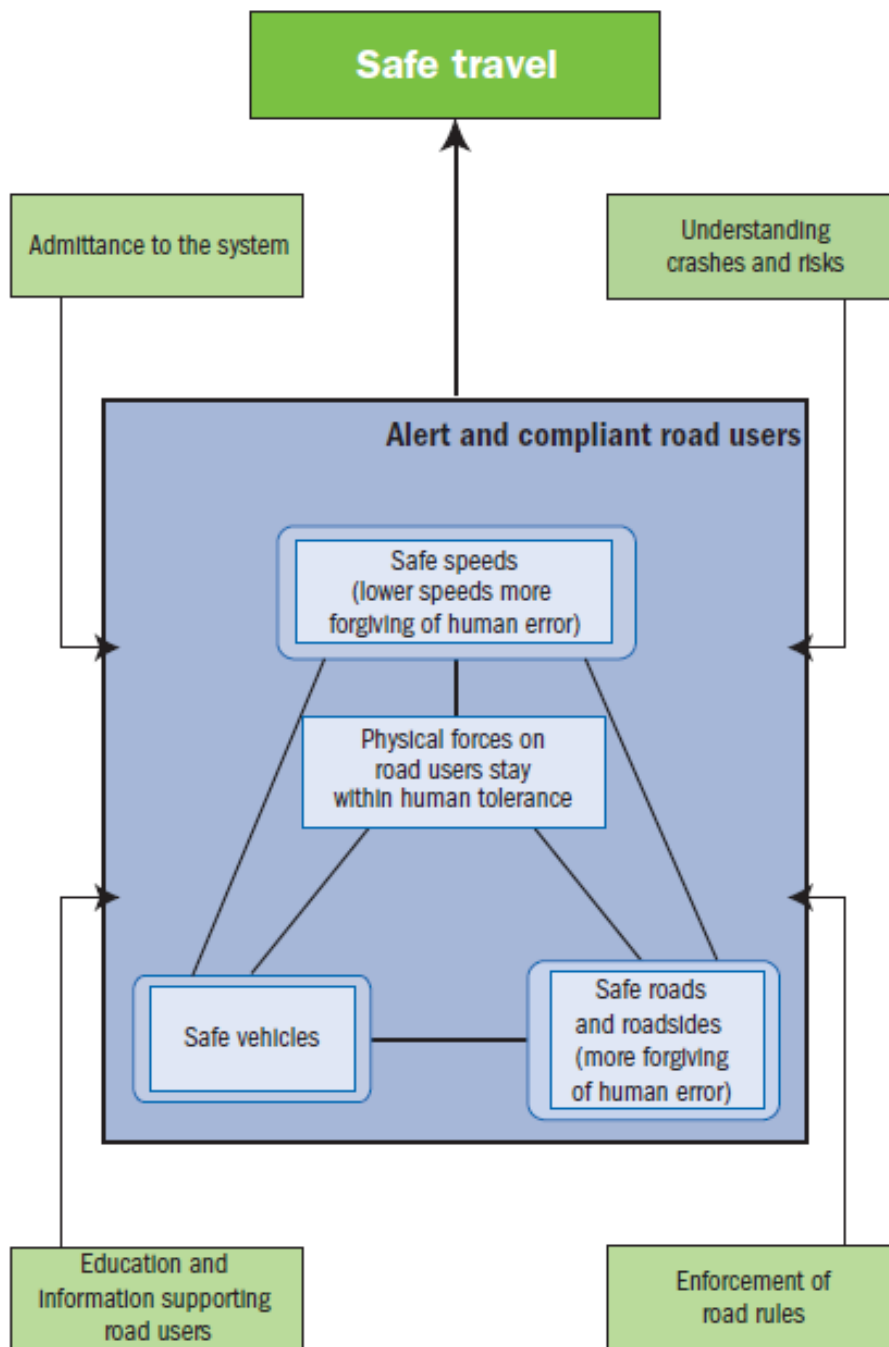 Safe travel
Admittance to the system
Understanding
crashes and risks
Alert and compliant road users
Safe speeds
(lower speeds more
forgiving of human error)
Physical forces on
road users stay
within human tolerance
Safe vehicles
Safe roads
and roadsides
(more forgiving
of human error)
Education and
information supporting
road users
Enforcement of
road rules